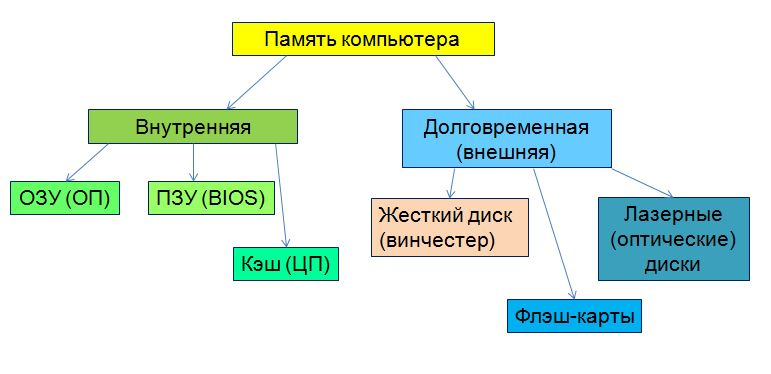 Память компьютера
Внутренняя
Долговременная
(внешняя)
ОЗУ (ОП)
ПЗУ (BIOS)
Кэш (ЦП)
Жесткий диск
(винчестер)
Лазерные
(оптические)
диски
Флэш-карты